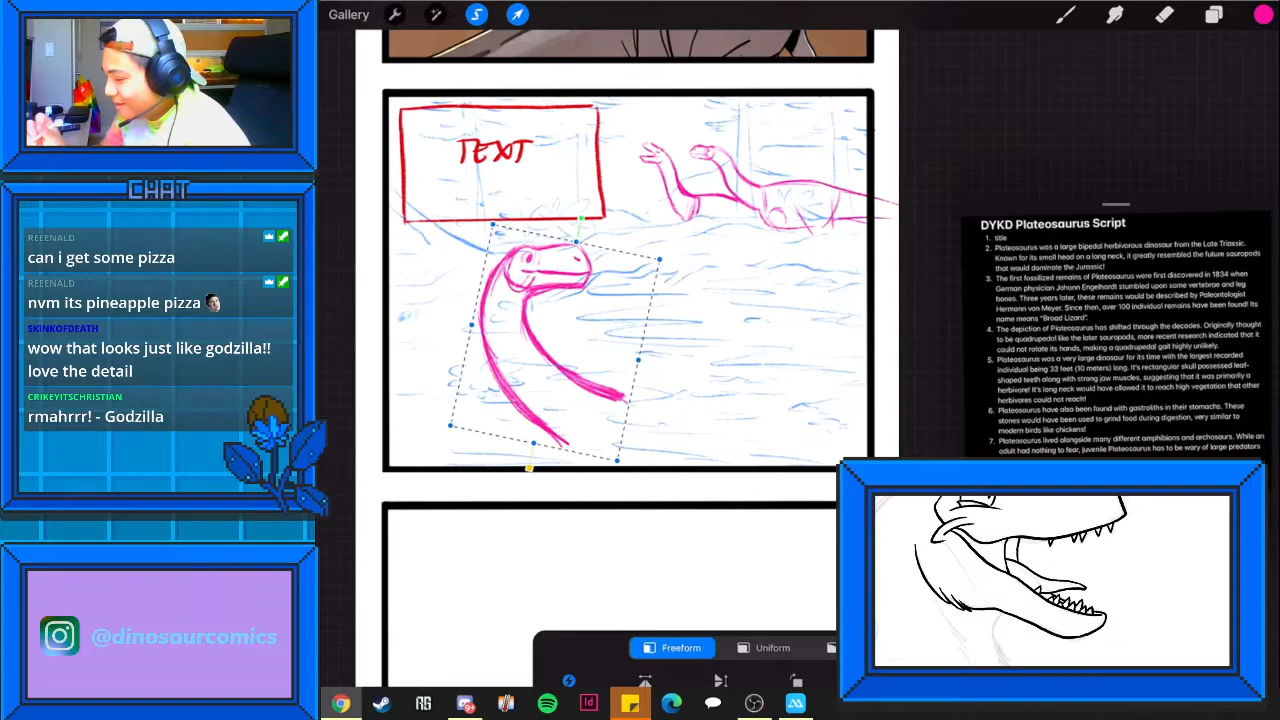 Gallery
CHAT
REEENALD
can i get some pizza
REEENALD
nvm its pineapple pizza
SKINKOFDEATH
wow that looks just like godzilla!!
love the detail
CRIKEYITSCHRISTIAN
rmahrrr! - Godzilla
@dinosaurcomics
TEXT
DYKD Plateosaurus Script
1. title
2. Plateosaurus was a large bipedal herbivorous dinosaur from the Late Triassic.
Known for its small head on a long neck, it greatly resembled the future sauropods
that would dominate the Jurassic!
3. The first fossilized remains of Plateosaurus were first discovered in 1834 when
German physician Johann Engelhardt stumbled upon some vertebrae and leg
bones. Three years later, these remains would be described by Paleontologist
Hermann von Meyer. Since then, over 100 individual remains have been found! Its
name means "Broad Lizard".
4. The depiction of Plateosaurus has shifted through the decades. Originally thought
to be quadrupedal like the later sauropods, more recent research indicated that it
could not rotate its hands, making a quadrupedal gait highly unlikely.
5. Plateosaurus was a very large dinosaur for its time with the largest recorded
individual being 33 feet (10 meters) long. It's rectangular skull possessed leaf-
shaped teeth along with strong jaw muscles, suggesting that it was primarily a
herbivore! It's long neck would have allowed it to reach high vegetation that other
herbivores could not reach!
6. Plateosaurus have also been found with gastroliths in their stomachs. These
stones would have been used to grind food during digestion, very similar to
modern birds like chickens!
7. Plateosaurus lived alongside many different amphibians and archosaurs. While an
adult had nothing to fear, juvenile Plateosaurus has to be wary of large predators
Freeform
Uniform
RG
Id